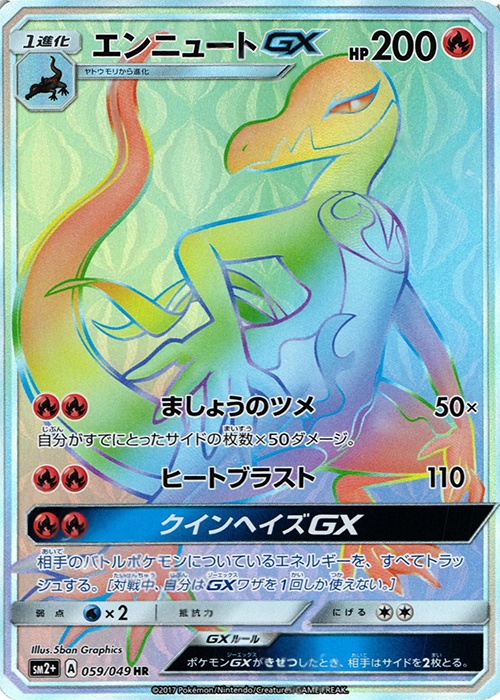 1進化 エンニュートGX HP200
ヤトウモリから進化
ましょうのツメ 50×
自分がすでにとったサイドの枚数×50ダメージ。
ヒートブラスト 110
クインヘイズGX
相手のバトルポケモンについているエネルギーを、すべてトラッ
シュする。[対戦中、自分はGXワザを1回しか使えない。]
弱点 ×2 抵抗力 にげる
Illus.5ban Graphics
GXルール
SM2+ A 059/049 HR
ポケモンGXがきぜつしたとき、相手はサイドを2枚とる。
©2017 Pokémon/Nintendo/Creatures/GAME FREAK